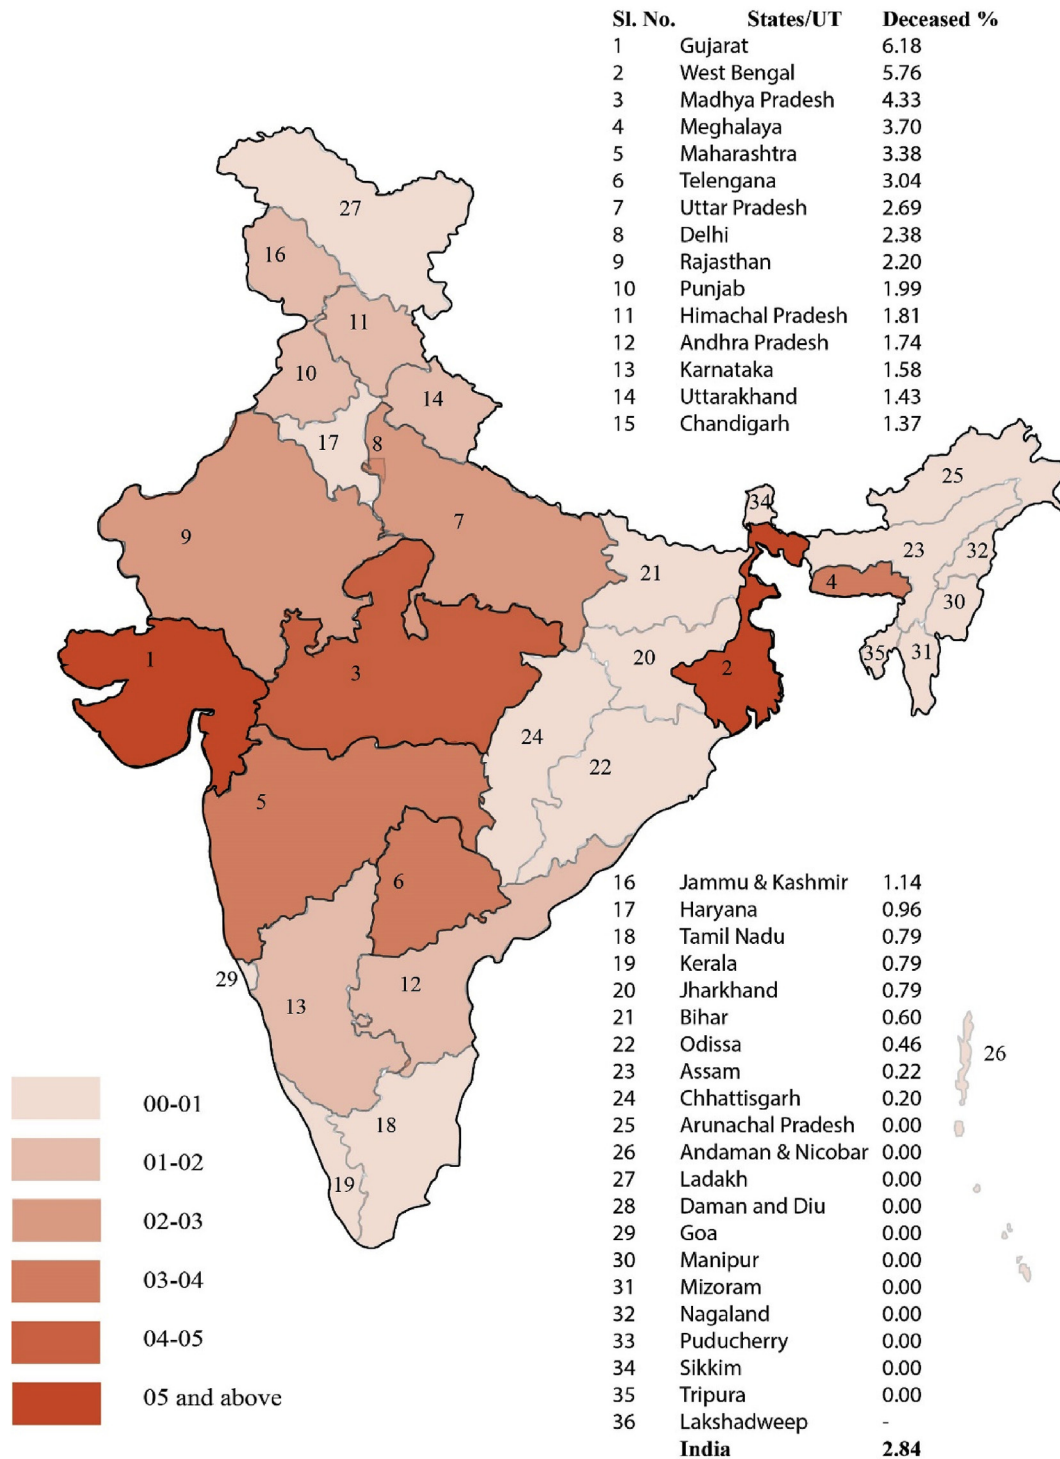 Sl. No. States/UT Deceased %
1 Gujarat 6.18
2 West Bengal 5.76
3 Madhya Pradesh 4.33
4 Meghalaya 3.70
5 Maharashtra 3.38
6 Telengana 3.04
7 Uttar Pradesh 2.69
8 Delhi 2.38
9 Rajasthan 2.20
10 Punjab 1.99
11 Himachal Pradesh 1.81
12 Andhra Pradesh 1.74
13 Karnataka 1.58
14 Uttarakhand 1.43
15 Chandigarh 1.37
27
16
11
10
14
17
8
25
34
9
7
23
32
21
4
30
1
3
20
2
35
31
24
22
5
6
29
12
13
18
19
26
16 Jammu & Kashmir 1.14
17 Haryana 0.96
18 Tamil Nadu 0.79
19 Kerala 0.79
20 Jharkhand 0.79
21 Bihar 0.60
22 Odissa 0.46
23 Assam 0.22
24 Chhattisgarh 0.20
25 Arunachal Pradesh 0.00
26 Andaman & Nicobar 0.00
27 Ladakh 0.00
28 Daman and Diu 0.00
29 Goa 0.00
30 Manipur 0.00
31 Mizoram 0.00
32 Nagaland 0.00
33 Puducherry 0.00
34 Sikkim 0.00
35 Tripura 0.00
36 Lakshadweep -
India 2.84
00-01
01-02
02-03
03-04
04-05
05 and above